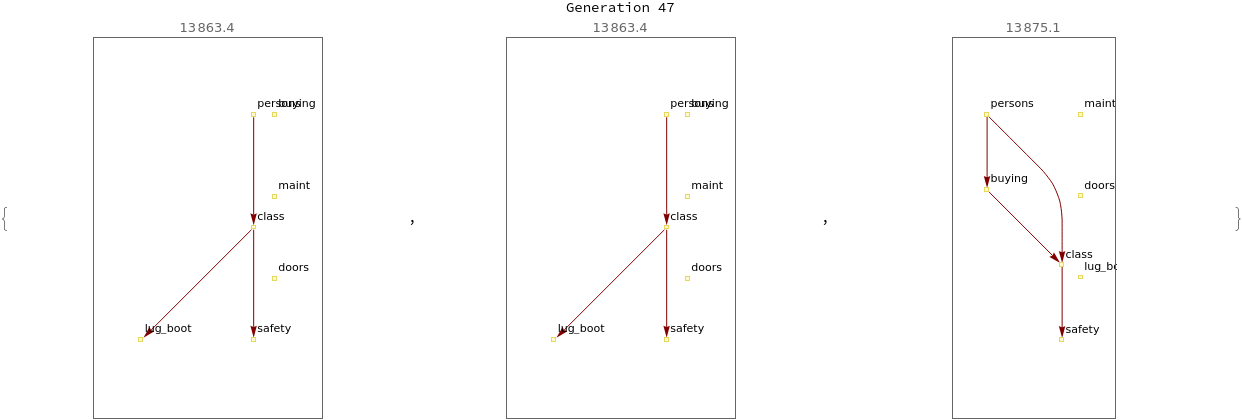 Generation 47
13863.4
persons
buying
maint
class
doors
lug_boot
safety
,
13863.4
persons
buying
maint
class
doors
lug_boot
safety
,
13875.1
persons
maint
buying
doors
class
lug_bo
safety